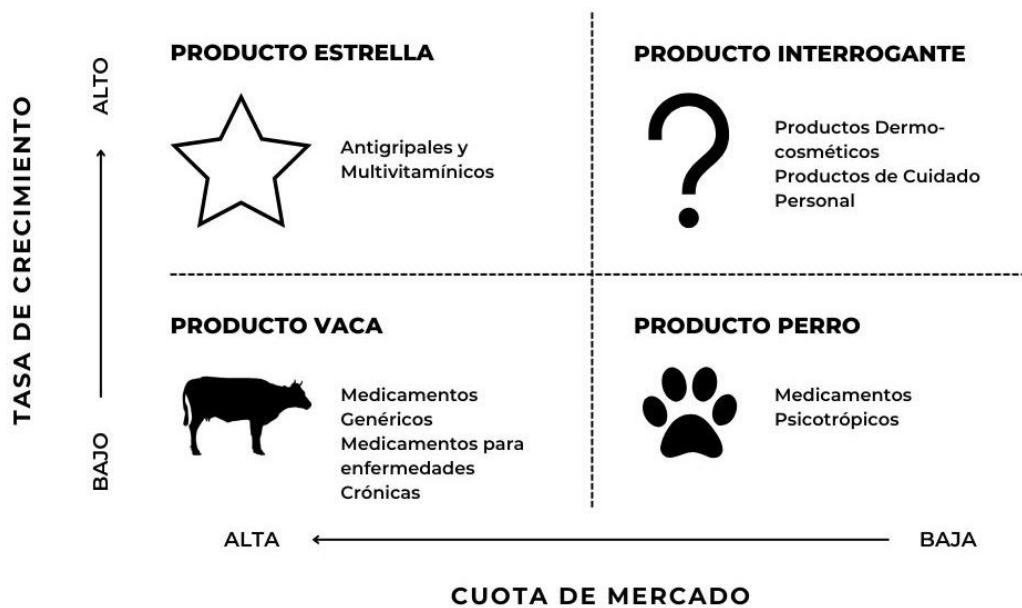 PRODUCTO ESTRELLA
Antigripales y
Multivitamínicos
PRODUCTO INTERROGANTE
?
Productos Dermo-
cosméticos
Productos de Cuidado
Personal
PRODUCTO VACA
Medicamentos
Genéricos
Medicamentos para
enfermedades
Crónicas
PRODUCTO PERRO
Medicamentos
Psicotrópicos
TASA DE CRECIMIENTO
ALTO
BAJO
ALTA
BAJA
CUOTA DE MERCADO